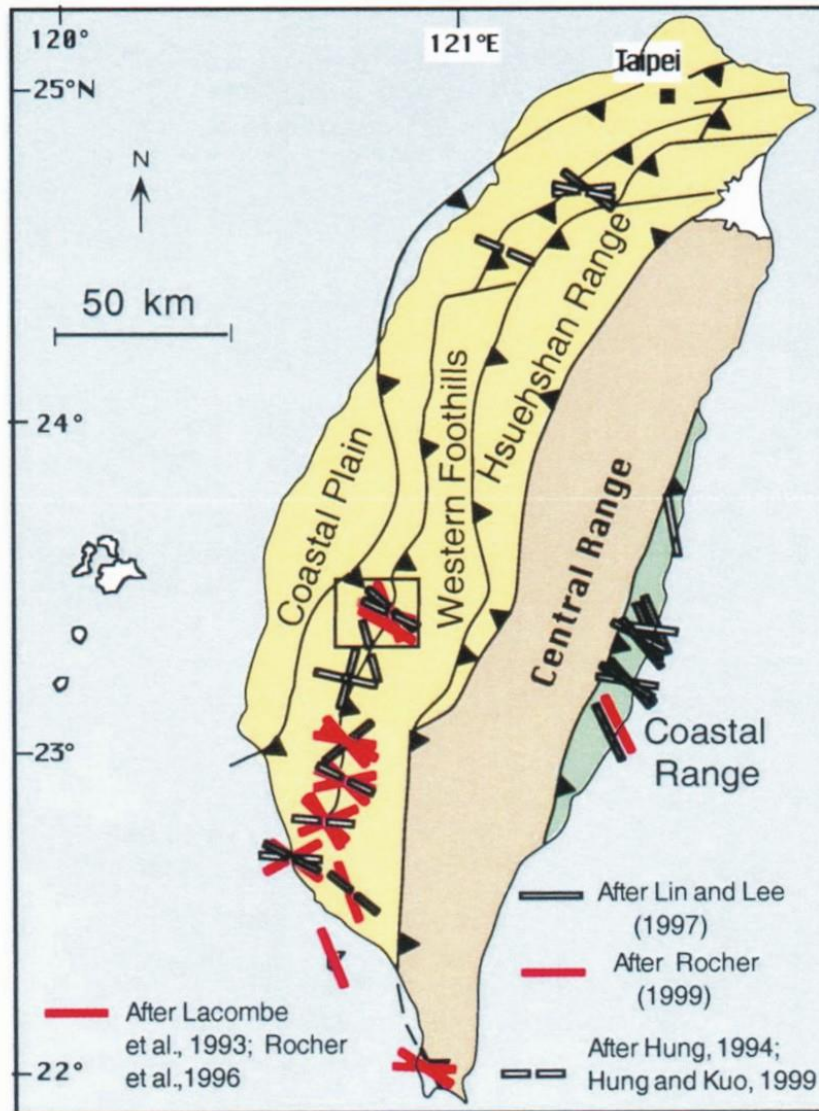 120°
121°E
Taipei
25°N
N
50 km
24°
Coastal Plain
Western Foothills
Hsuehshan Range
Central Range
23°
Coastal
Range
After Lin and Lee
(1997)
After Rocher
(1999)
After Lacombe
et al., 1993; Rocher
et al.,1996
After Hung, 1994;
Hung and Kuo, 1999
22°